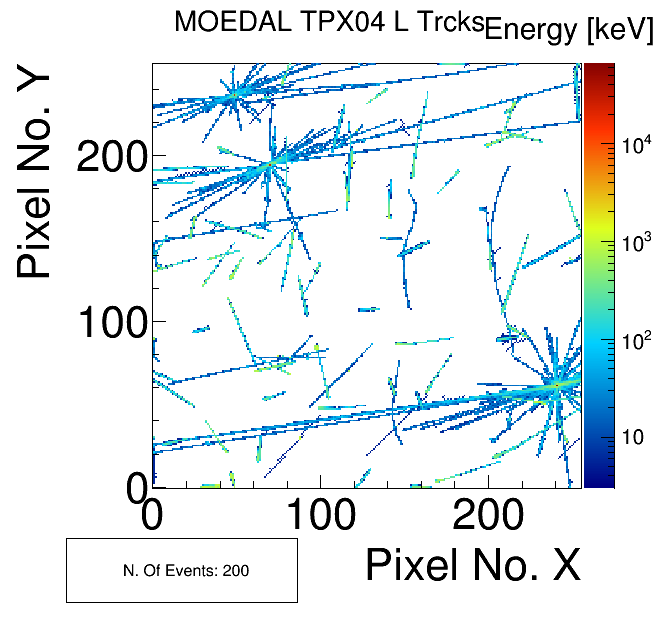 MOEDAL TPX04 L Trcks
Energy [keV]
Pixel No. Y
200
100
0
0
100
200
Pixel No. X
10⁴
10³
10²
10
N. Of Events: 200